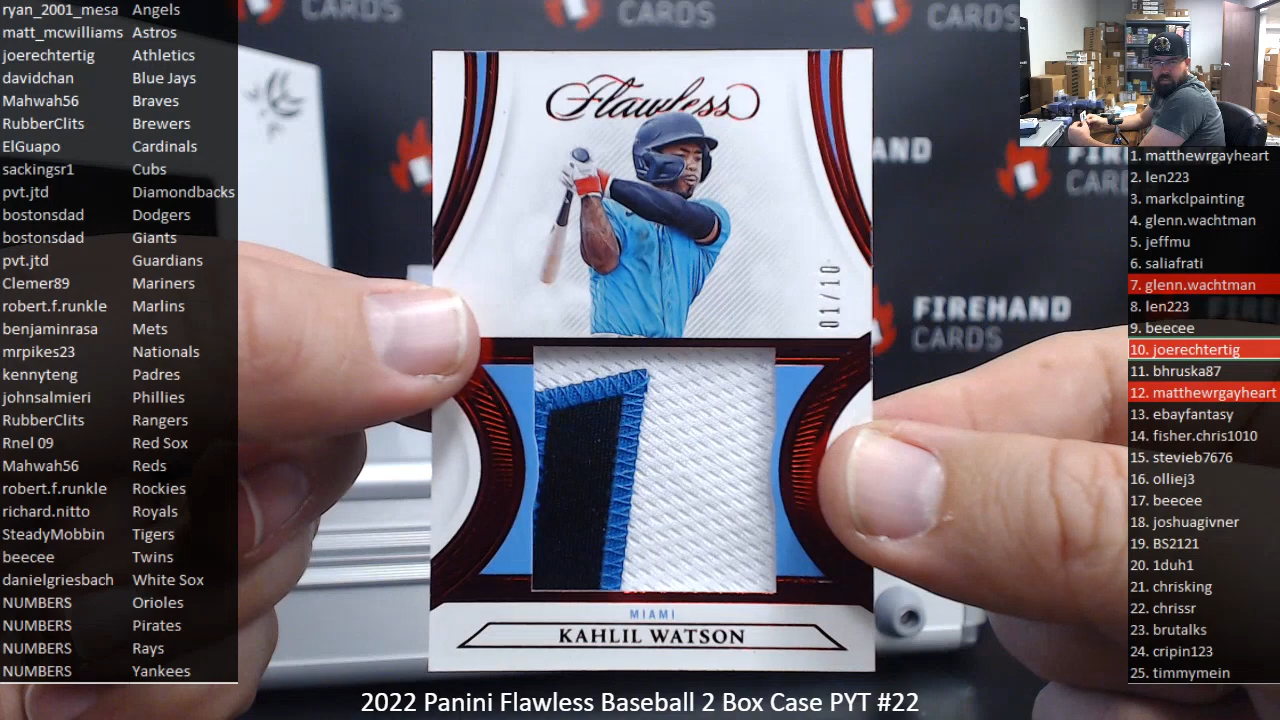 ryan_2001_mesa Angels
matt_mcwilliams Astros
joerechtertig Athletics
davidchan Blue Jays
Mahwah56 Braves
RubberClits Brewers
ElGuapo Cardinals
sackingsr1 Cubs
pvt.jtd Diamondbacks
bostonsdad Dodgers
bostonsdad Giants
pvt.jtd Guardians
Clemer89 Mariners
robert.f.runkle Marlins
benjaminrasa Mets
mrpikes23 Nationals
kennyteng Padres
johnsalmieri Phillies
RubberClits Rangers
Rnel 09 Red Sox
Mahwah56 Reds
robert.f.runkle Rockies
richard.nitto Royals
SteadyMobbin Tigers
beecee Twins
danielgriesbach White Sox
NUMBERS Orioles
NUMBERS Pirates
NUMBERS Rays
NUMBERS Yankees
CARDS
CARDS
CARDS
Flawless
01/10
AND
FIREHAND
CARDS
MIAMI
KAHLIL WATSON
1. matthewrgayheart
2. len223
3. markclpainting
4. glenn.wachtman
5. jeffmu
6. saliafrati
7. glenn.wachtman
8. len223
9. beecee
10. joerechtertig
11. bhruska87
12. matthewrgayheart
13. ebayfantasy
14. fisher.chris1010
15. stevieb7676
16. olliej3
17. beecee
18. joshuagivner
19. BS2121
20. 1duh1
21. chrisking
22. chrissr
23. brutalks
24. cripin123
25. timmymein
2022 Panini Flawless Baseball 2 Box Case PYT #22